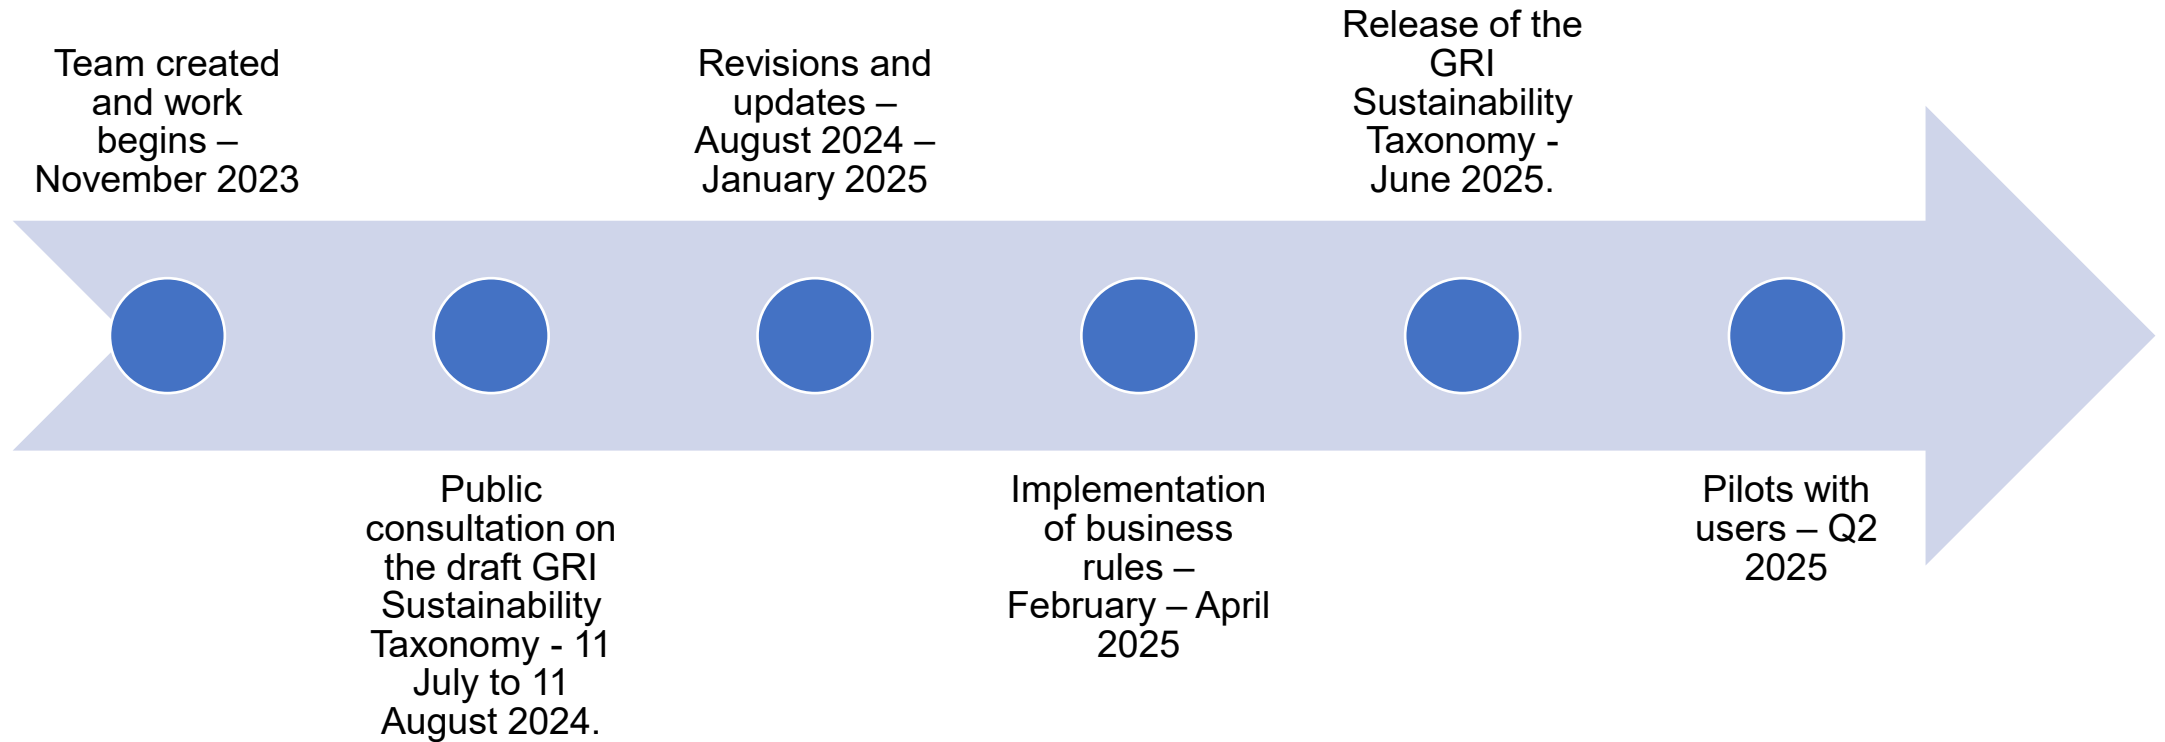 Team created
and work
begins –
November 2023
Public
consultation on
the draft GRI
Sustainability
Taxonomy - 11
July to 11
August 2024.
Revisions and
updates –
August 2024 –
January 2025
Implementation
of business
rules –
February – April
2025
Release of the
GRI
Sustainability
Taxonomy -
June 2025.
Pilots with
users – Q2
2025